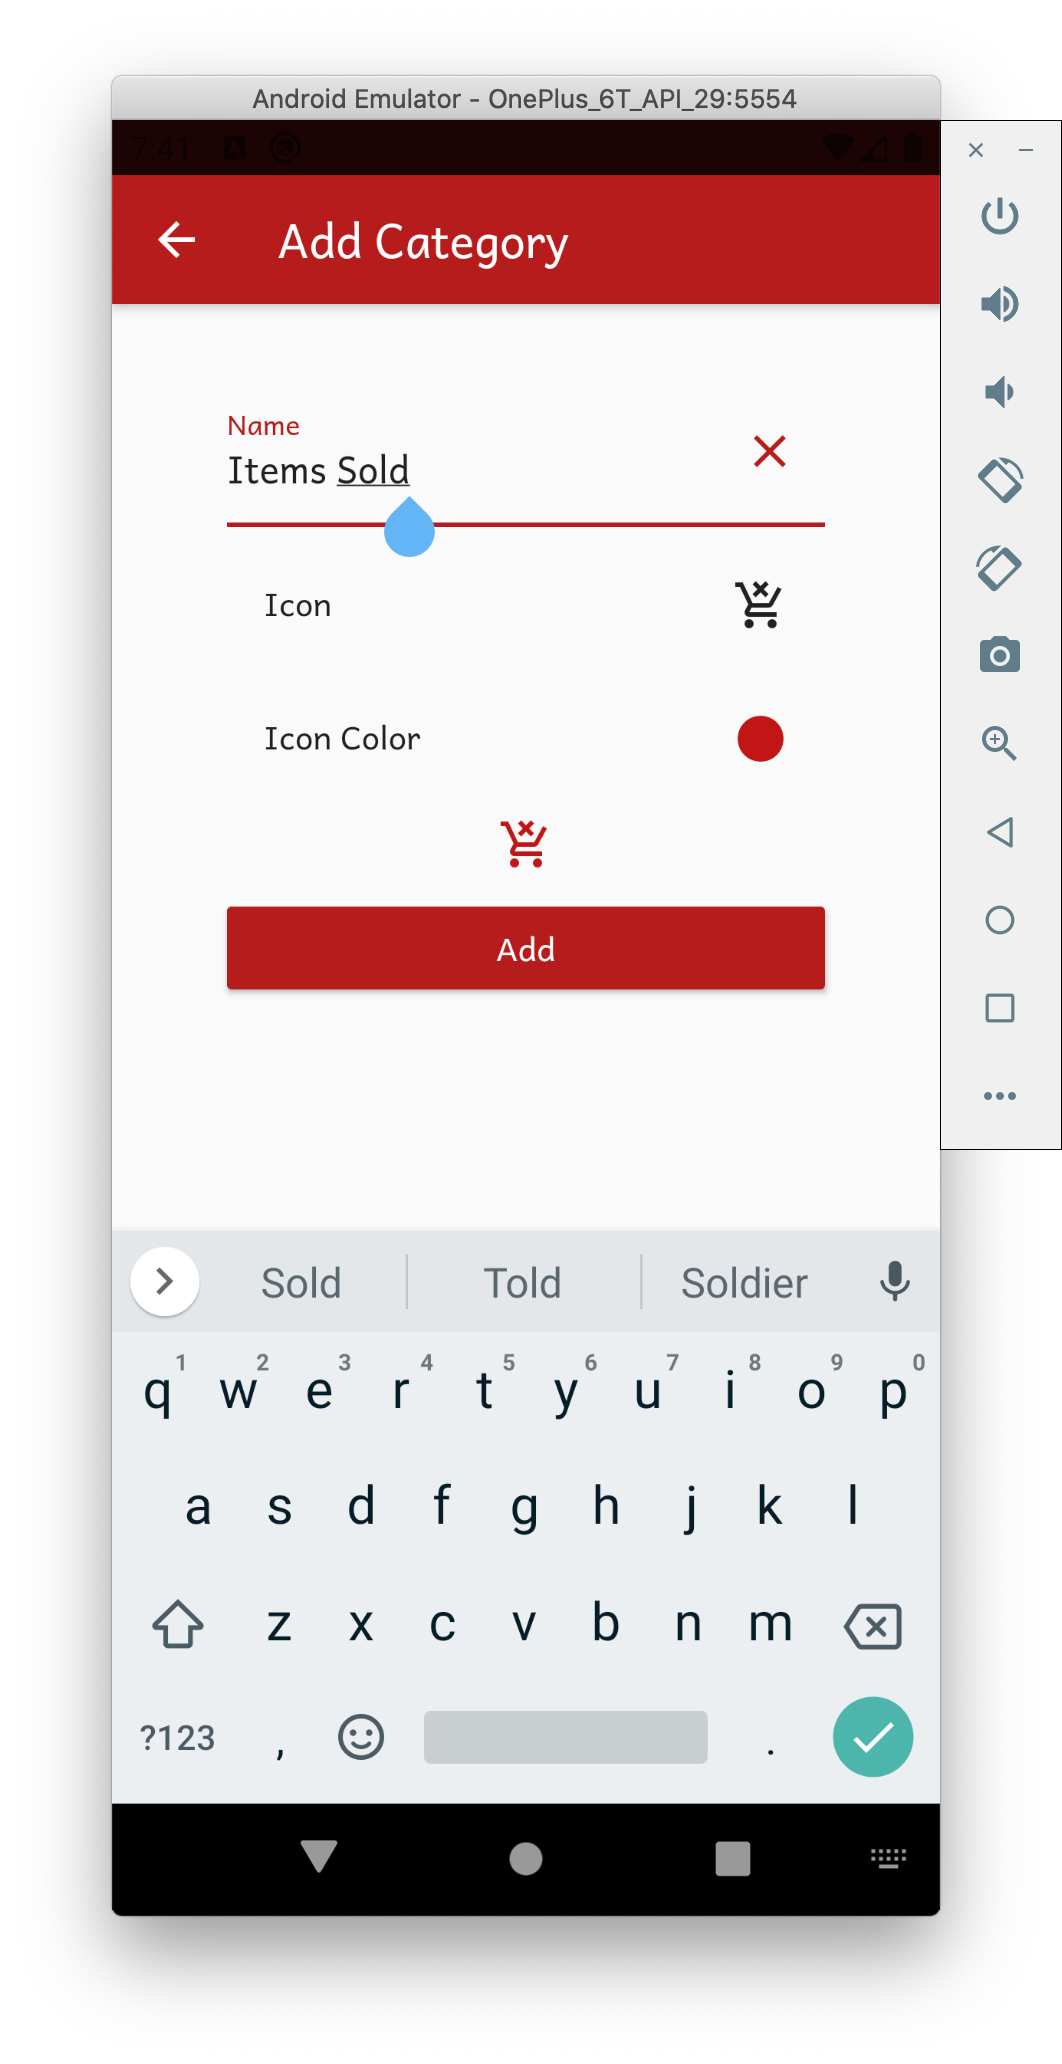 Android Emulator - OnePlus_6T_API_29:5554
7:41
Add Category
Name
Items Sold
Icon
Icon Color
Add
Sold Told Soldier
1 2 3 4 5 6 7 8 9 0
q w e r t y u i o p
a s d f g h j k l
z x c v b n m
?123 , .